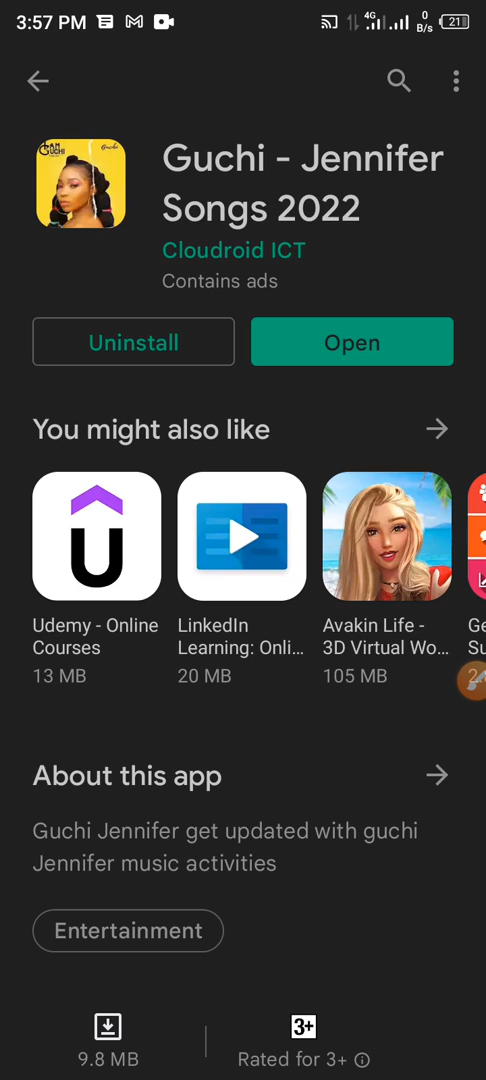 3:57 PM 4G 0 B/s 21
Guchi - Jennifer
Songs 2022
Cloudroid ICT
Contains ads
Uninstall Open
You might also like
Udemy - Online
Courses
13 MB
LinkedIn
Learning: Onli...
20 MB
Avakin Life -
3D Virtual Wo...
105 MB
Ge
Su
About this app
Guchi Jennifer get updated with guchi
Jennifer music activities
Entertainment
3+
9.8 MB Rated for 3+